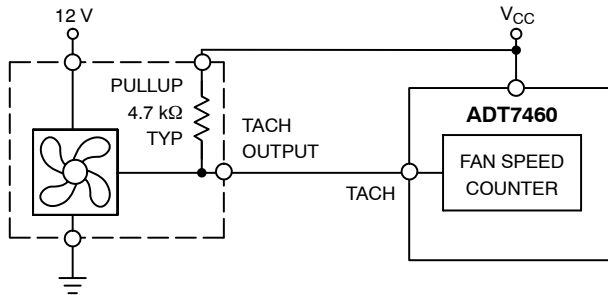 12 V
VCC
PULLUP
4.7 kΩ
TYP
TACH
OUTPUT
ADT7460
FAN SPEED
COUNTER
TACH